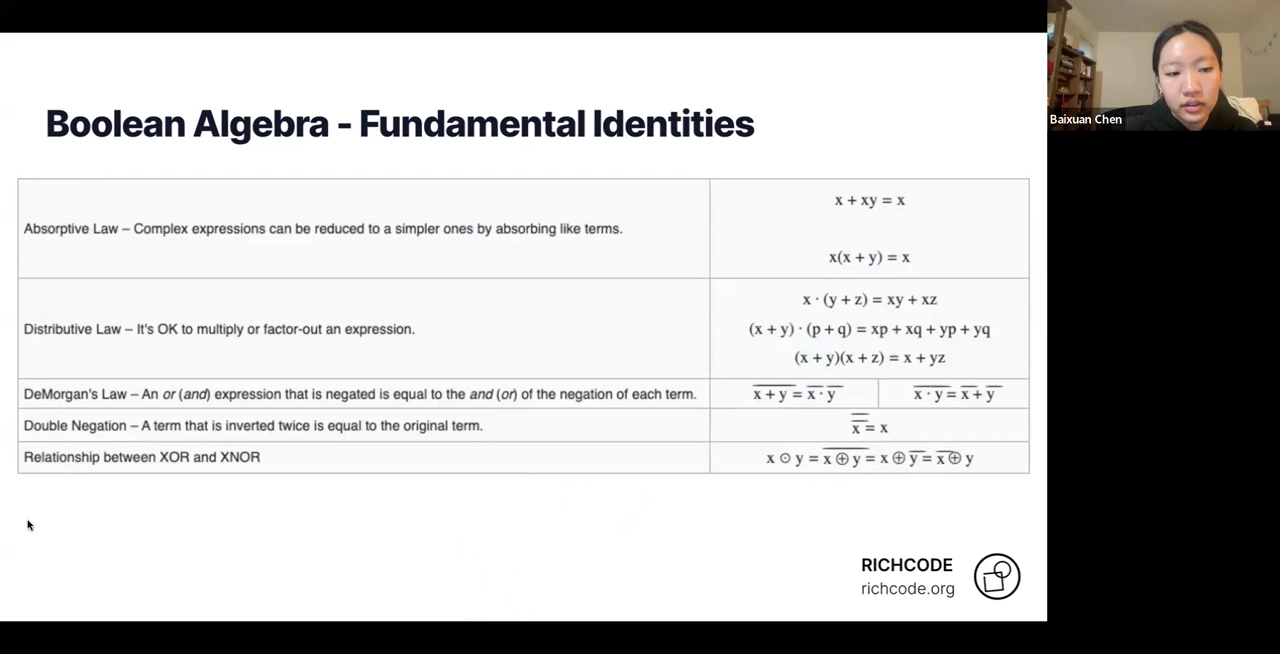 Boolean Algebra - Fundamental Identities
Absorptive Law – Complex expressions can be reduced to a simpler ones by absorbing like terms.
x + xy = x
x(x + y) = x
Distributive Law – It's OK to multiply or factor-out an expression.
x · (y + z) = xy + xz
(x + y) · (p + q) = xp + xq + yp + yq
(x + y)(x + z) = x + yz
DeMorgan's Law – An or (and) expression that is negated is equal to the and (or) of the negation of each term.
x̅ ̅+̅ ̅y̅ = x̅ · y̅
x̅ ̅·̅ ̅y̅ = x̅ + y̅
Double Negation – A term that is inverted twice is equal to the original term.
x̿ = x
Relationship between XOR and XNOR
x ⊙ y = x̅ ̅⊕̅ ̅y̅ = x ⊕ y̅ = x̅ ⊕ y
RICHCODE
richcode.org
Baixuan Chen